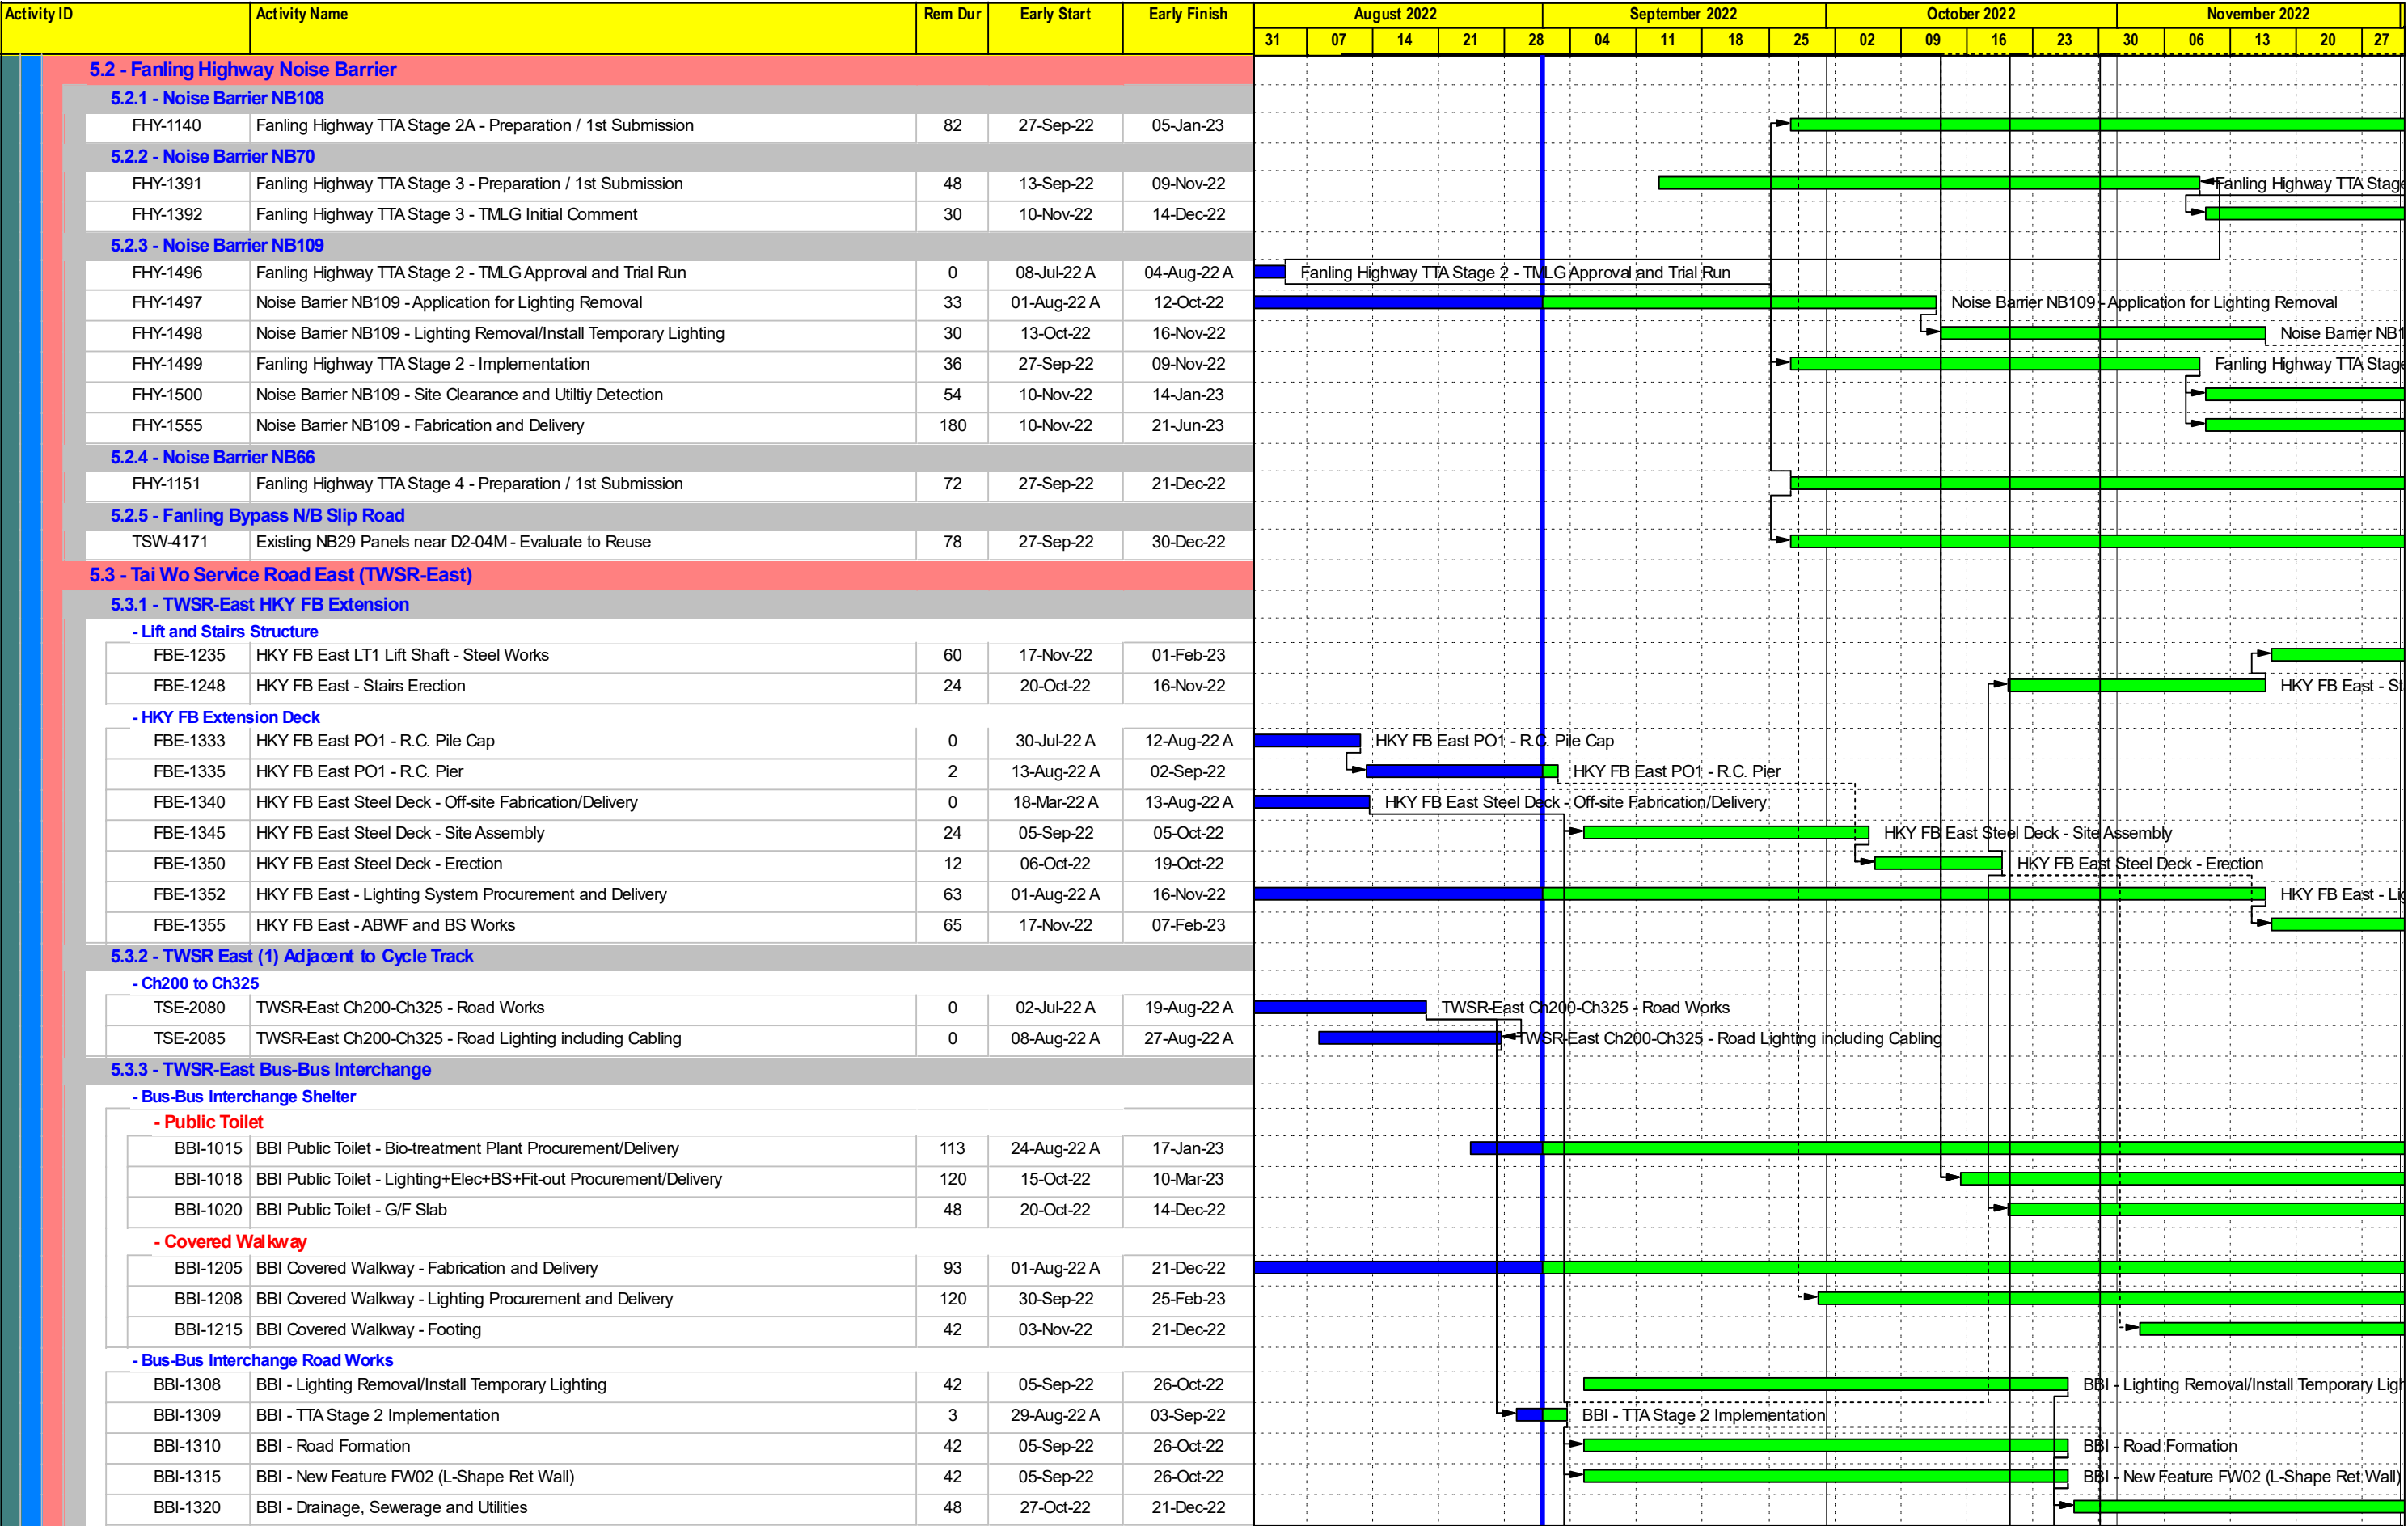 Activity ID Activity Name Rem Dur Early Start Early Finish August 2022 September 2022 October 2022 November 2022
31 07 14 21 28 04 11 18 25 02 09 16 23 30 06 13 20 27
5.2 - Fanling Highway Noise Barrier
5.2.1 - Noise Barrier NB108
FHY-1140 Fanling Highway TTA Stage 2A - Preparation / 1st Submission 82 27-Sep-22 05-Jan-23
5.2.2 - Noise Barrier NB70
FHY-1391 Fanling Highway TTA Stage 3 - Preparation / 1st Submission 48 13-Sep-22 09-Nov-22 Fanling Highway TTA Stage
FHY-1392 Fanling Highway TTA Stage 3 - TMLG Initial Comment 30 10-Nov-22 14-Dec-22
5.2.3 - Noise Barrier NB109
FHY-1496 Fanling Highway TTA Stage 2 - TMLG Approval and Trial Run 0 08-Jul-22 A 04-Aug-22 A Fanling Highway TTA Stage 2 - TMLG Approval and Trial Run
FHY-1497 Noise Barrier NB109 - Application for Lighting Removal 33 01-Aug-22 A 12-Oct-22 Noise Barrier NB109 - Application for Lighting Removal
FHY-1498 Noise Barrier NB109 - Lighting Removal/Install Temporary Lighting 30 13-Oct-22 16-Nov-22 Noise Barrier NB1
FHY-1499 Fanling Highway TTA Stage 2 - Implementation 36 27-Sep-22 09-Nov-22 Fanling Highway TTA Stage
FHY-1500 Noise Barrier NB109 - Site Clearance and Utiltiy Detection 54 10-Nov-22 14-Jan-23
FHY-1555 Noise Barrier NB109 - Fabrication and Delivery 180 10-Nov-22 21-Jun-23
5.2.4 - Noise Barrier NB66
FHY-1151 Fanling Highway TTA Stage 4 - Preparation / 1st Submission 72 27-Sep-22 21-Dec-22
5.2.5 - Fanling Bypass N/B Slip Road
TSW-4171 Existing NB29 Panels near D2-04M - Evaluate to Reuse 78 27-Sep-22 30-Dec-22
5.3 - Tai Wo Service Road East (TWSR-East)
5.3.1 - TWSR-East HKY FB Extension
- Lift and Stairs Structure
FBE-1235 HKY FB East LT1 Lift Shaft - Steel Works 60 17-Nov-22 01-Feb-23
FBE-1248 HKY FB East - Stairs Erection 24 20-Oct-22 16-Nov-22 HKY FB East - St
- HKY FB Extension Deck
FBE-1333 HKY FB East PO1 - R.C. Pile Cap 0 30-Jul-22 A 12-Aug-22 A HKY FB East PO1 - R.C. Pile Cap
FBE-1335 HKY FB East PO1 - R.C. Pier 2 13-Aug-22 A 02-Sep-22 HKY FB East PO1 - R.C. Pier
FBE-1340 HKY FB East Steel Deck - Off-site Fabrication/Delivery 0 18-Mar-22 A 13-Aug-22 A HKY FB East Steel Deck - Off-site Fabrication/Delivery
FBE-1345 HKY FB East Steel Deck - Site Assembly 24 05-Sep-22 05-Oct-22 HKY FB East Steel Deck - Site Assembly
FBE-1350 HKY FB East Steel Deck - Erection 12 06-Oct-22 19-Oct-22 HKY FB East Steel Deck - Erection
FBE-1352 HKY FB East - Lighting System Procurement and Delivery 63 01-Aug-22 A 16-Nov-22 HKY FB East - Lig
FBE-1355 HKY FB East - ABWF and BS Works 65 17-Nov-22 07-Feb-23
5.3.2 - TWSR East (1) Adjacent to Cycle Track
- Ch200 to Ch325
TSE-2080 TWSR-East Ch200-Ch325 - Road Works 0 02-Jul-22 A 19-Aug-22 A TWSR-East Ch200-Ch325 - Road Works
TSE-2085 TWSR-East Ch200-Ch325 - Road Lighting including Cabling 0 08-Aug-22 A 27-Aug-22 A TWSR-East Ch200-Ch325 - Road Lighting including Cabling
5.3.3 - TWSR-East Bus-Bus Interchange
- Bus-Bus Interchange Shelter
- Public Toilet
BBI-1015 BBI Public Toilet - Bio-treatment Plant Procurement/Delivery 113 24-Aug-22 A 17-Jan-23
BBI-1018 BBI Public Toilet - Lighting+Elec+BS+Fit-out Procurement/Delivery 120 15-Oct-22 10-Mar-23
BBI-1020 BBI Public Toilet - G/F Slab 48 20-Oct-22 14-Dec-22
- Covered Walkway
BBI-1205 BBI Covered Walkway - Fabrication and Delivery 93 01-Aug-22 A 21-Dec-22
BBI-1208 BBI Covered Walkway - Lighting Procurement and Delivery 120 30-Sep-22 25-Feb-23
BBI-1215 BBI Covered Walkway - Footing 42 03-Nov-22 21-Dec-22
- Bus-Bus Interchange Road Works
BBI-1308 BBI - Lighting Removal/Install Temporary Lighting 42 05-Sep-22 26-Oct-22 BBI - Lighting Removal/Install Temporary Ligh
BBI-1309 BBI - TTA Stage 2 Implementation 3 29-Aug-22 A 03-Sep-22 BBI - TTA Stage 2 Implementation
BBI-1310 BBI - Road Formation 42 05-Sep-22 26-Oct-22 BBI - Road Formation
BBI-1315 BBI - New Feature FW02 (L-Shape Ret Wall) 42 05-Sep-22 26-Oct-22 BBI - New Feature FW02 (L-Shape Ret Wall)
BBI-1320 BBI - Drainage, Sewerage and Utilities 48 27-Oct-22 21-Dec-22